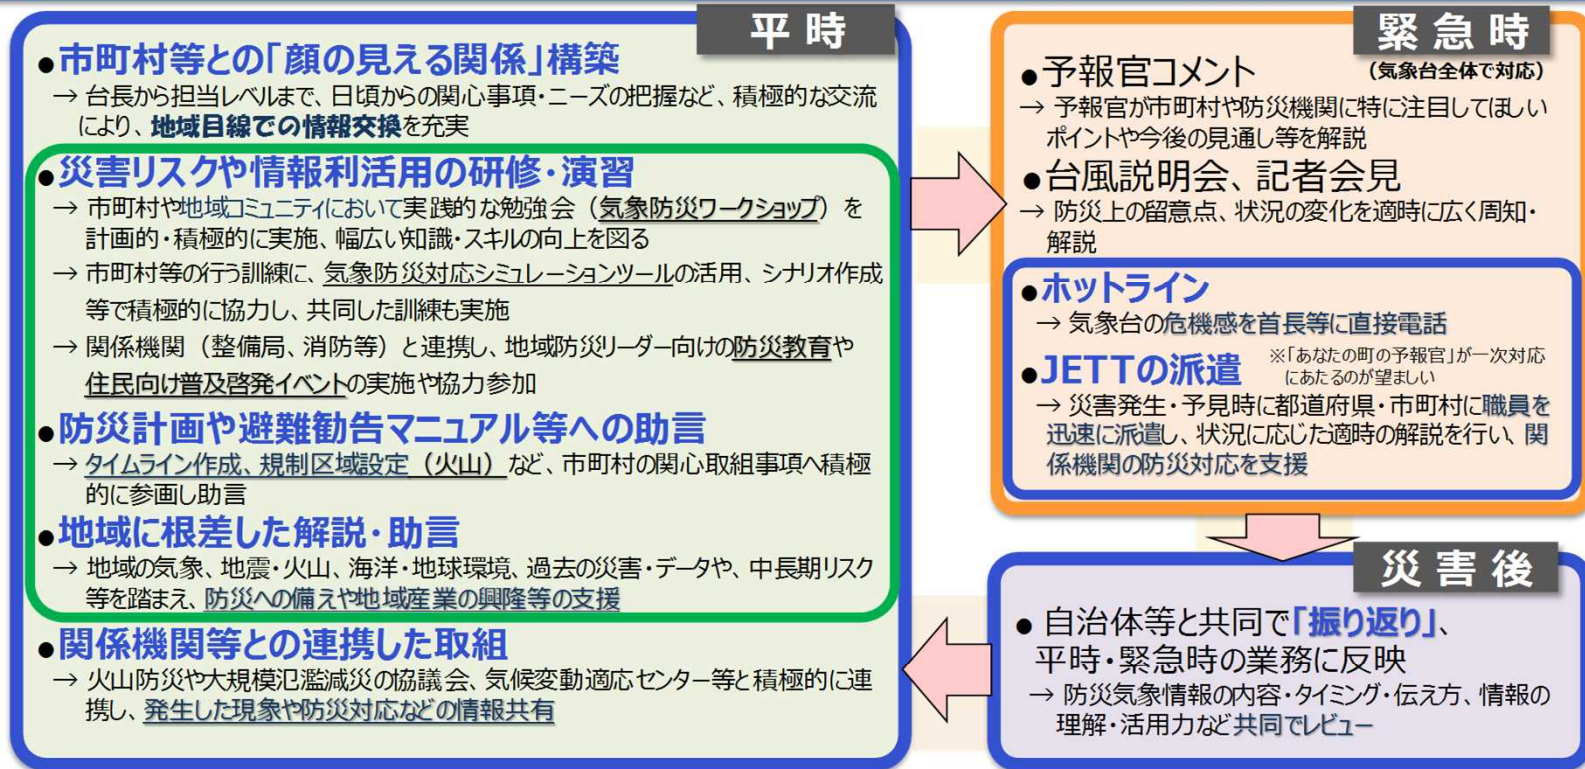 平時
●市町村等との「顔の見える関係」構築
→ 台長から担当レベルまで、日頃からの関心事項・ニーズの把握など、積極的な交流
により、地域目線での情報交換を充実
●災害リスクや情報利活用の研修・演習
→ 市町村や地域コミュニティにおいて実践的な勉強会（気象防災ワークショップ）を
計画的・積極的に実施、幅広い知識・スキルの向上を図る
→ 市町村等の行う訓練に、気象防災対応シミュレーションツールの活用、シナリオ作成
等で積極的に協力し、共同した訓練も実施
→ 関係機関（整備局、消防等）と連携し、地域防災リーダー向けの防災教育や
住民向け普及啓発イベントの実施や協力参加
●防災計画や避難勧告マニュアル等への助言
→ タイムライン作成、規制区域設定（火山）など、市町村の関心取組事項へ積極
的に参画し助言
●地域に根差した解説・助言
→ 地域の気象、地震・火山、海洋・地球環境、過去の災害・データや、中長期リスク
等を踏まえ、防災への備えや地域産業の興隆等の支援
●関係機関等との連携した取組
→ 火山防災や大規模氾濫減災の協議会、気候変動適応センター等と積極的に連
携し、発生した現象や防災対応などの情報共有
緊急時
（気象台全体で対応）
●予報官コメント
→ 予報官が市町村や防災機関に特に注目してほしい
ポイントや今後の見通し等を解説
●台風説明会、記者会見
→ 防災上の留意点、状況の変化を適時に広く周知・
解説
●ホットライン
→ 気象台の危機感を首長等に直接電話
●JETTの派遣
※「あなたの町の予報官」が一次対応
にあたるのが望ましい
→ 災害発生・予見時に都道府県・市町村に職員を
迅速に派遣し、状況に応じた適時の解説を行い、関
係機関の防災対応を支援
災害後
● 自治体等と共同で「振り返り」、
平時・緊急時の業務に反映
→ 防災気象情報の内容・タイミング・伝え方、情報の
理解・活用力など共同でレビュー